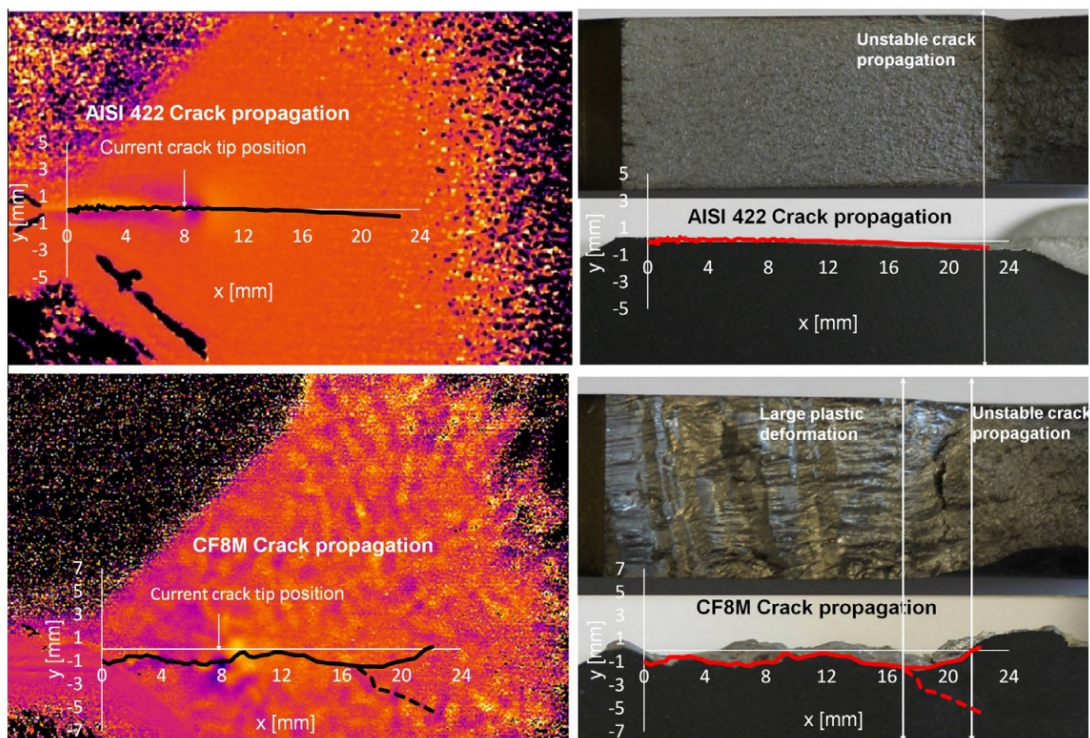 AISI 422 Crack propagation
Current crack tip position
5
3
1
-1
-3
-5
y [mm]
0 4 8 12 16 20 24
x [mm]
Unstable crack
propagation
5
3
1
-1
-3
-5
y [mm]
AISI 422 Crack propagation
0 4 8 12 16 20 24
x [mm]
CF8M Crack propagation
Current crack tip position
7
5
3
1
-1
-3
-5
-7
y [mm]
0 4 8 12 16 20 24
x [mm]
Large plastic
deformation
Unstable crack
propagation
7
5
3
1
-1
-3
-5
-7
y [mm]
CF8M Crack propagation
0 4 8 12 16 20 24
x [mm]